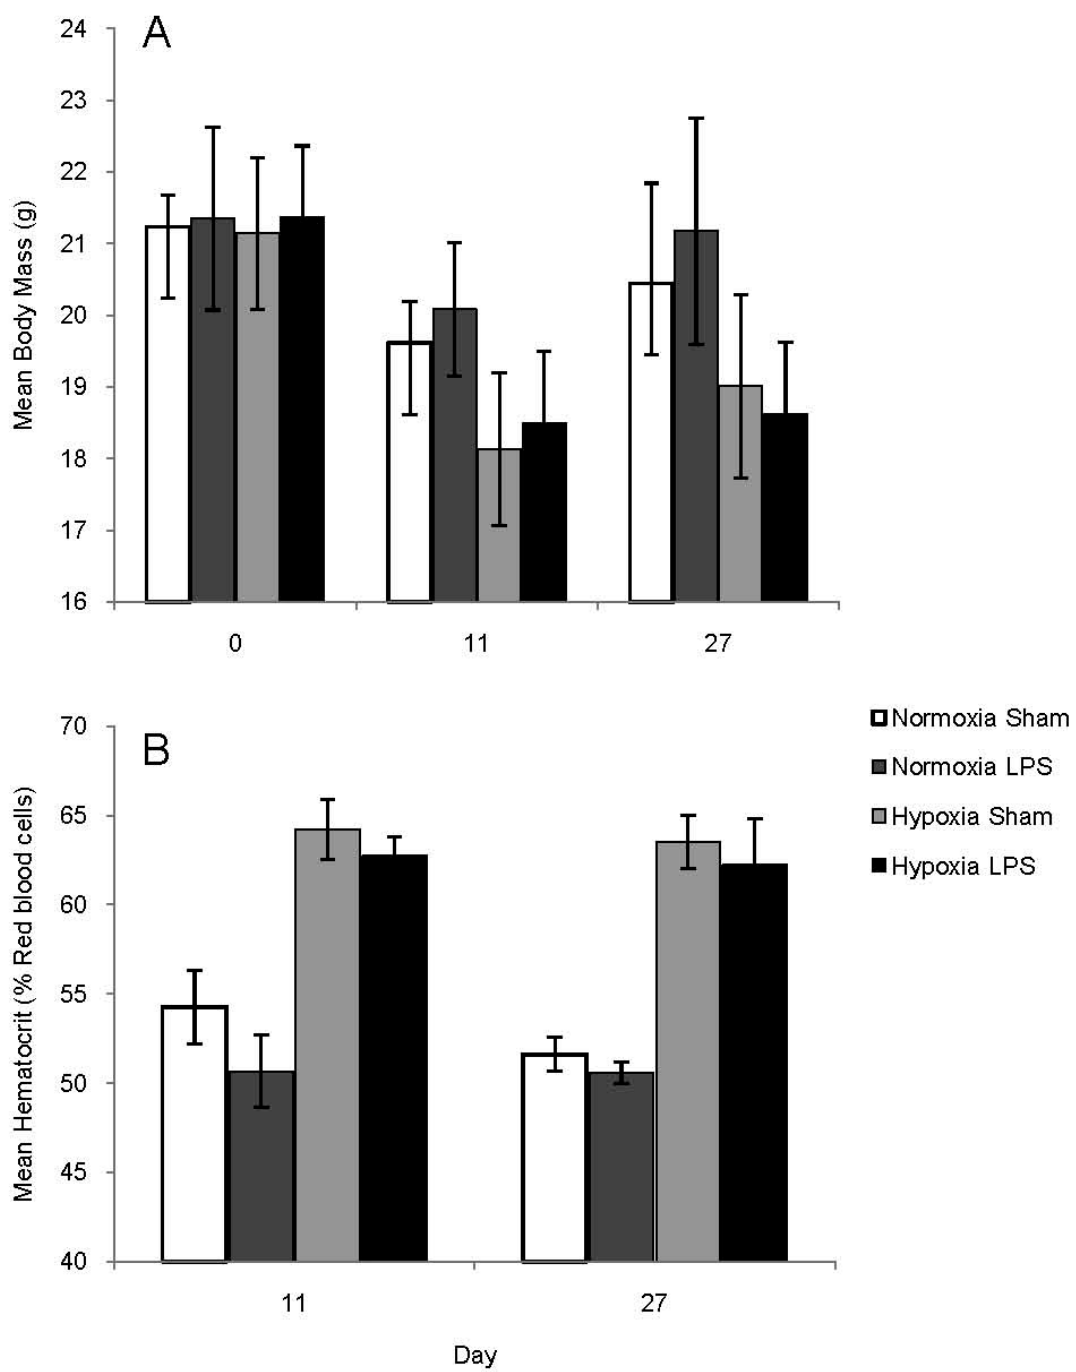 A
24
23
22
21
20
19
18
17
16
Mean Body Mass (g)
0 11 27
B
70
65
60
55
50
45
40
Mean Hematocrit (% Red blood cells)
11 27
Day
Normoxia Sham
Normoxia LPS
Hypoxia Sham
Hypoxia LPS